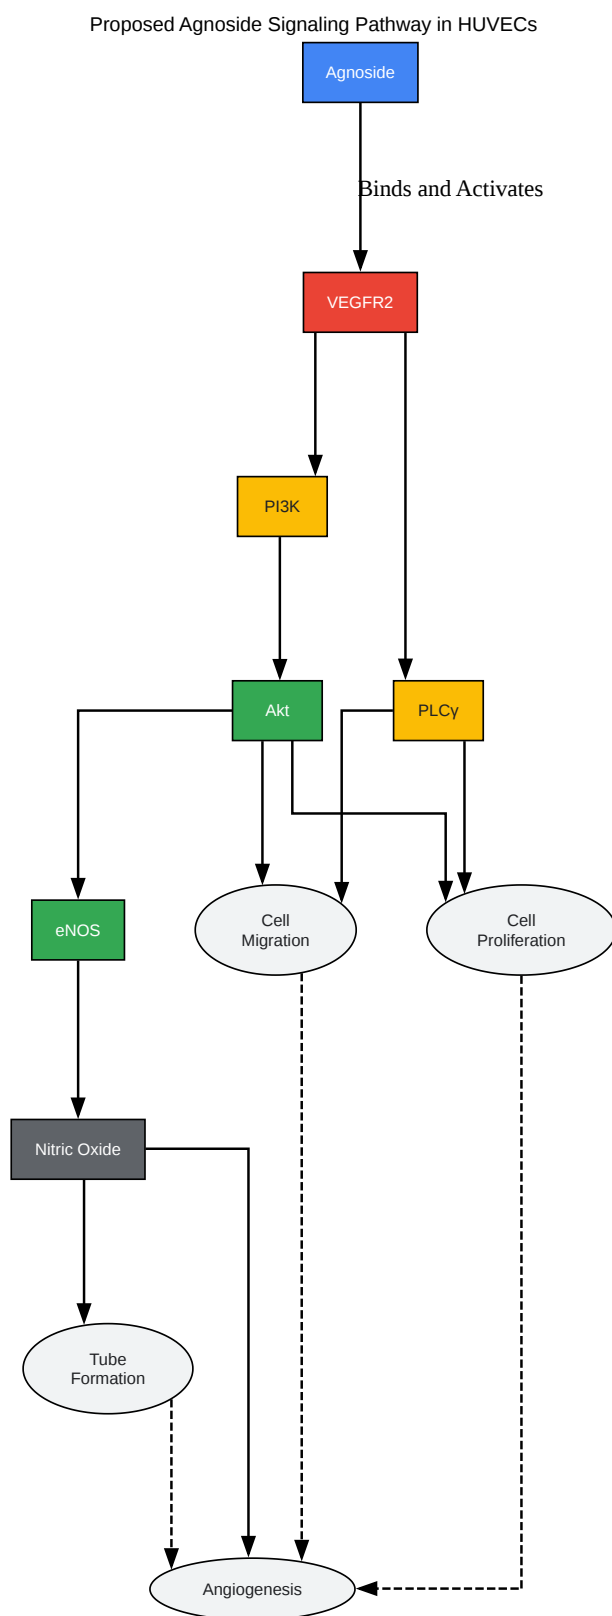 Proposed Agnoside Signaling Pathway in HUVECs
Agnoside
Binds and Activates
VEGFR2
PI3K
Akt
PLCγ
eNOS
Cell
Migration
Cell
Proliferation
Nitric Oxide
Tube
Formation
Angiogenesis